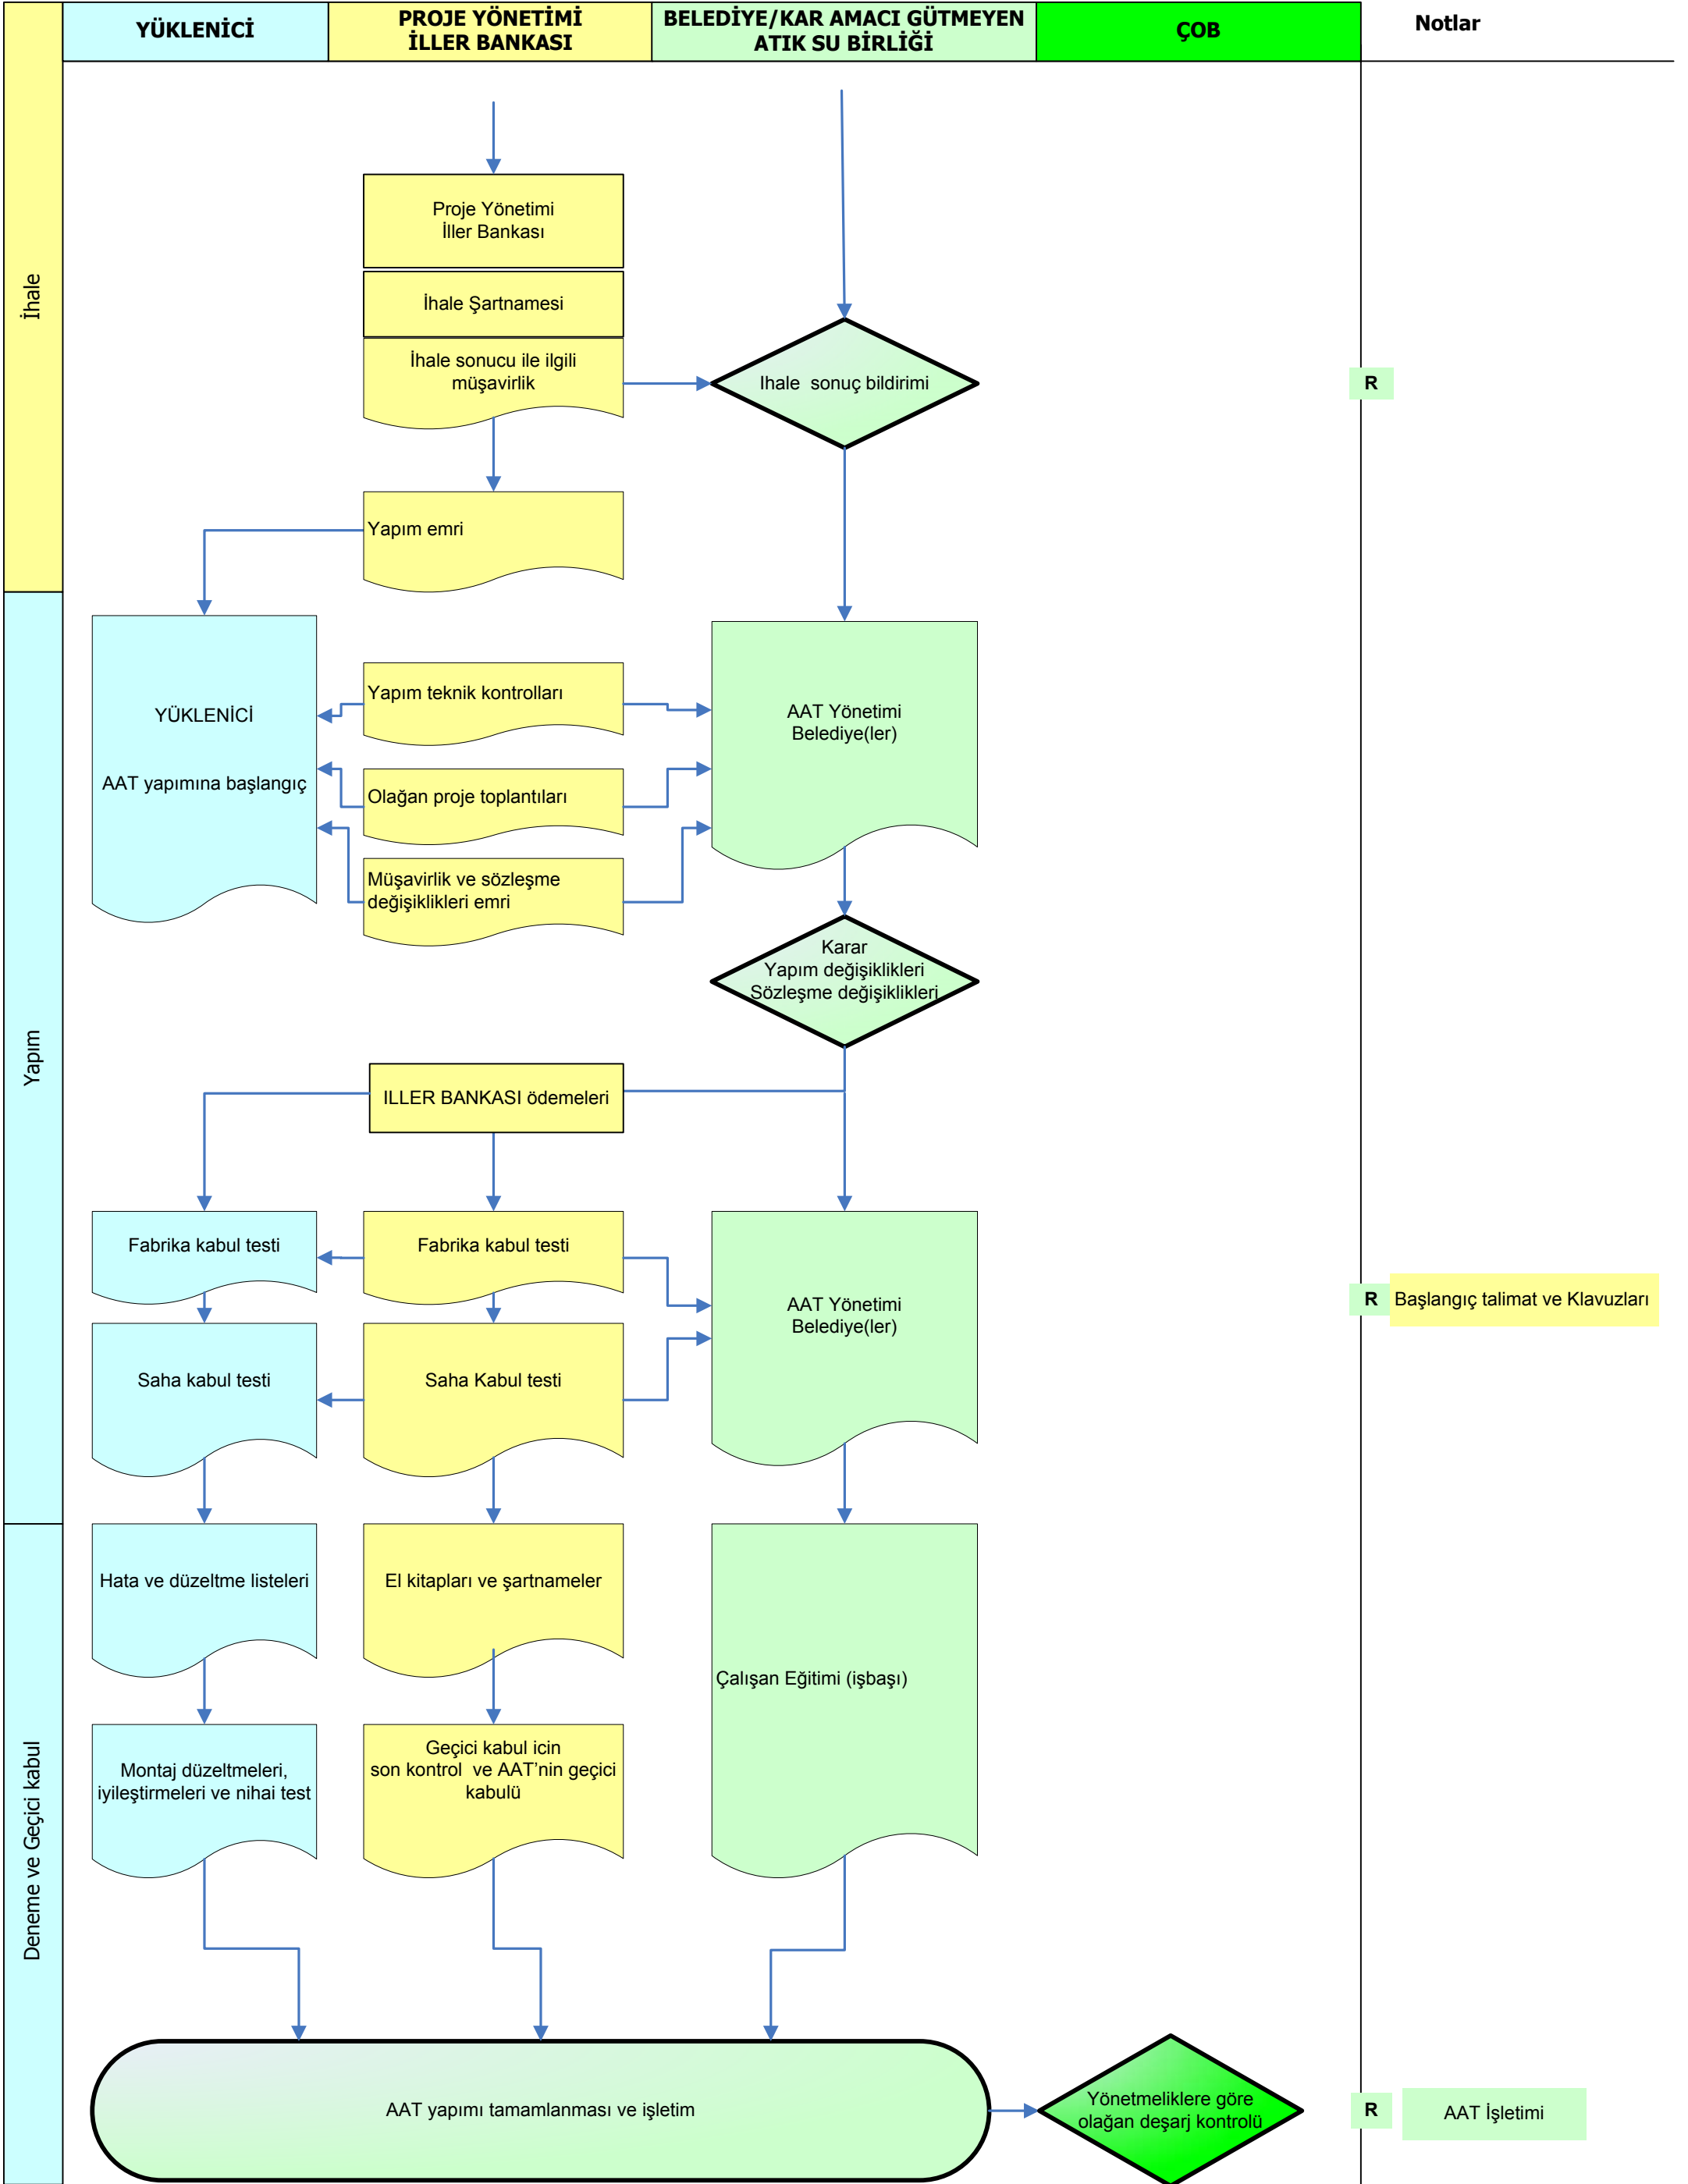 YÜKLENİCİ
PROJE YÖNETİMİ
İLLER BANKASI
BELEDİYE/KAR AMACI GÜTMEYEN
ATIK SU BİRLİĞİ
ÇOB
Notlar
İhale
Proje Yönetimi
İller Bankası
İhale Şartnamesi
İhale sonucu ile ilgili
müşavirlik
Ihale sonuç bildirimi
R
Yapım emri
Yapım
YÜKLENİCİ
AAT yapımına başlangıç
Yapım teknik kontrolları
Olağan proje toplantıları
Müşavirlik ve sözleşme
değişiklikleri emri
AAT Yönetimi
Belediye(ler)
Karar
Yapım değişiklikleri
Sözleşme değişiklikleri
ILLER BANKASI ödemeleri
Fabrika kabul testi
Fabrika kabul testi
AAT Yönetimi
Belediye(ler)
R
Başlangıç talimat ve Klavuzları
Saha kabul testi
Saha Kabul testi
Deneme ve Geçici kabul
Hata ve düzeltme listeleri
El kitapları ve şartnameler
Çalışan Eğitimi (işbaşı)
Montaj düzeltmeleri,
iyileştirmeleri ve nihai test
Geçici kabul icin
son kontrol ve AAT’nin geçici
kabulü
AAT yapımı tamamlanması ve işletim
Yönetmeliklere göre
olağan deşarj kontrolü
R
AAT İşletimi